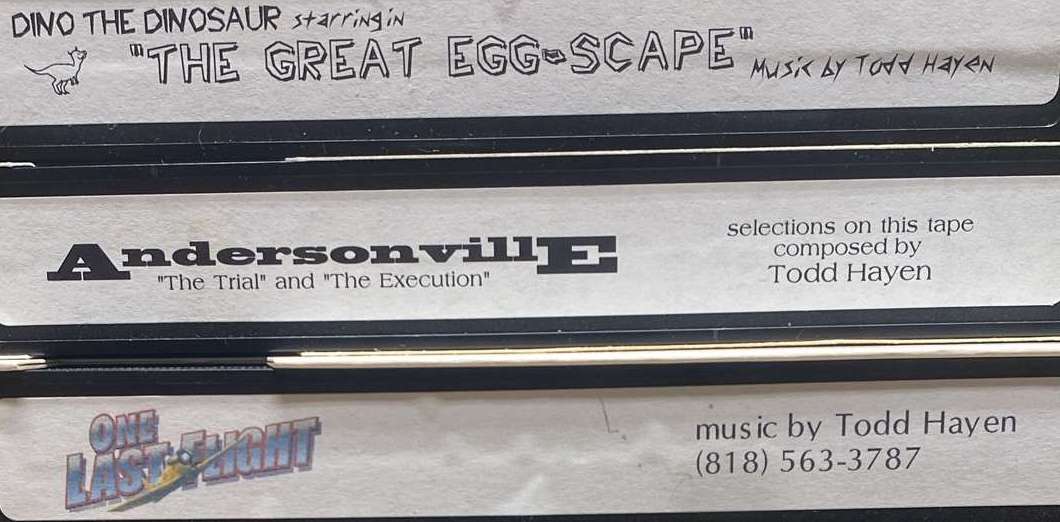 DINO THE DINOSAUR starring in
"THE GREAT EGG-SCAPE" Music by Todd Hayen
AndersonvillE
"The Trial" and "The Execution"
selections on this tape
composed by
Todd Hayen
ONE
LAST FLIGHT
music by Todd Hayen
(818) 563-3787